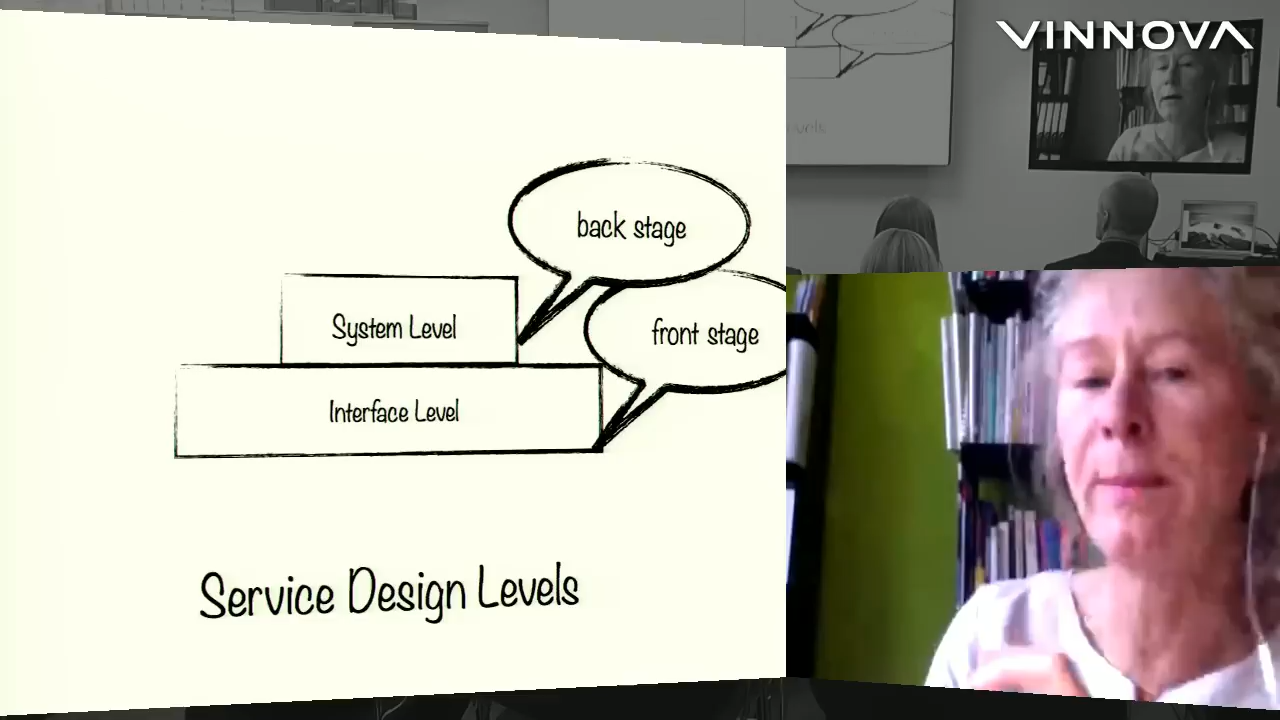 VINNOVA
back stage
System Level
front stage
Interface Level
Service Design Levels